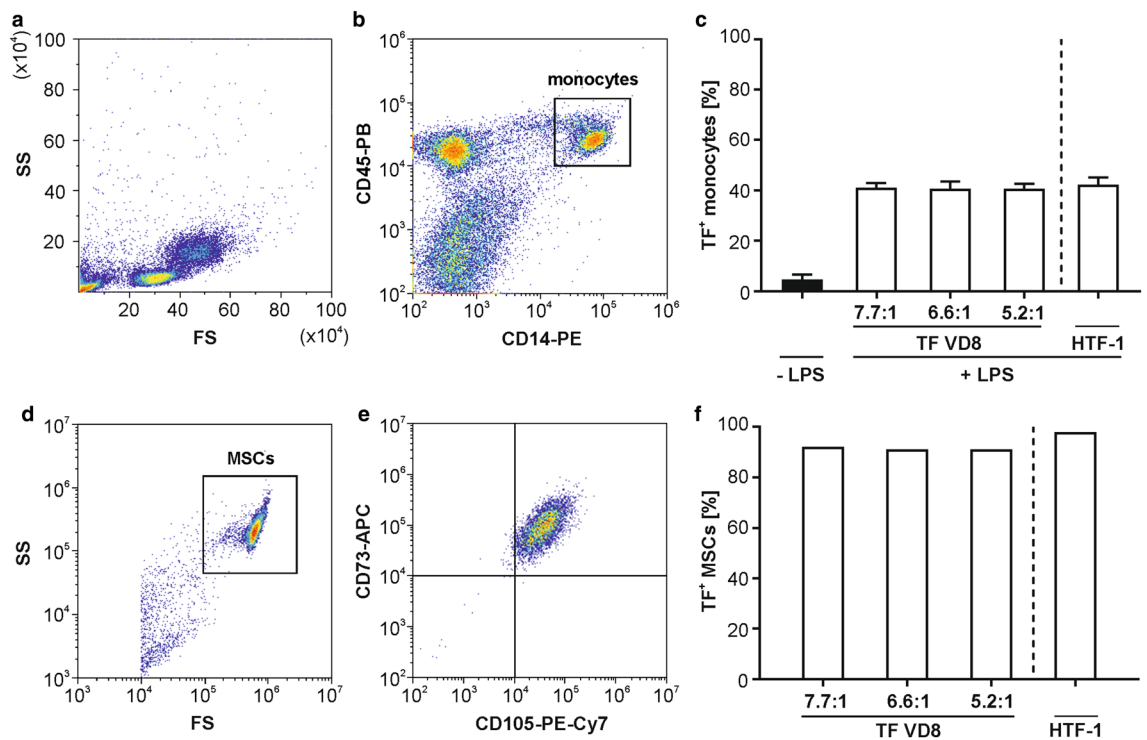 a
SS
(x10⁴)
100
80
60
40
20
20 40 60 80 100
FS (x10⁴)
b
CD45-PB
10⁶
10⁵
10⁴
10³
10²
monocytes
10² 10³ 10⁴ 10⁵ 10⁶
CD14-PE
c
TF⁺ monocytes [%]
100
80
60
40
20
0
7.7:1 6.6:1 5.2:1
TF VD8 HTF-1
- LPS + LPS
d
SS
10⁷
10⁶
10⁵
10⁴
10³
MSCs
10³ 10⁴ 10⁵ 10⁶ 10⁷
FS
e
CD73-APC
10⁷
10⁶
10⁵
10⁴
10³
10²
10² 10³ 10⁴ 10⁵ 10⁶ 10⁷
CD105-PE-Cy7
f
TF⁺ MSCs [%]
100
80
60
40
20
0
7.7:1 6.6:1 5.2:1
TF VD8 HTF-1